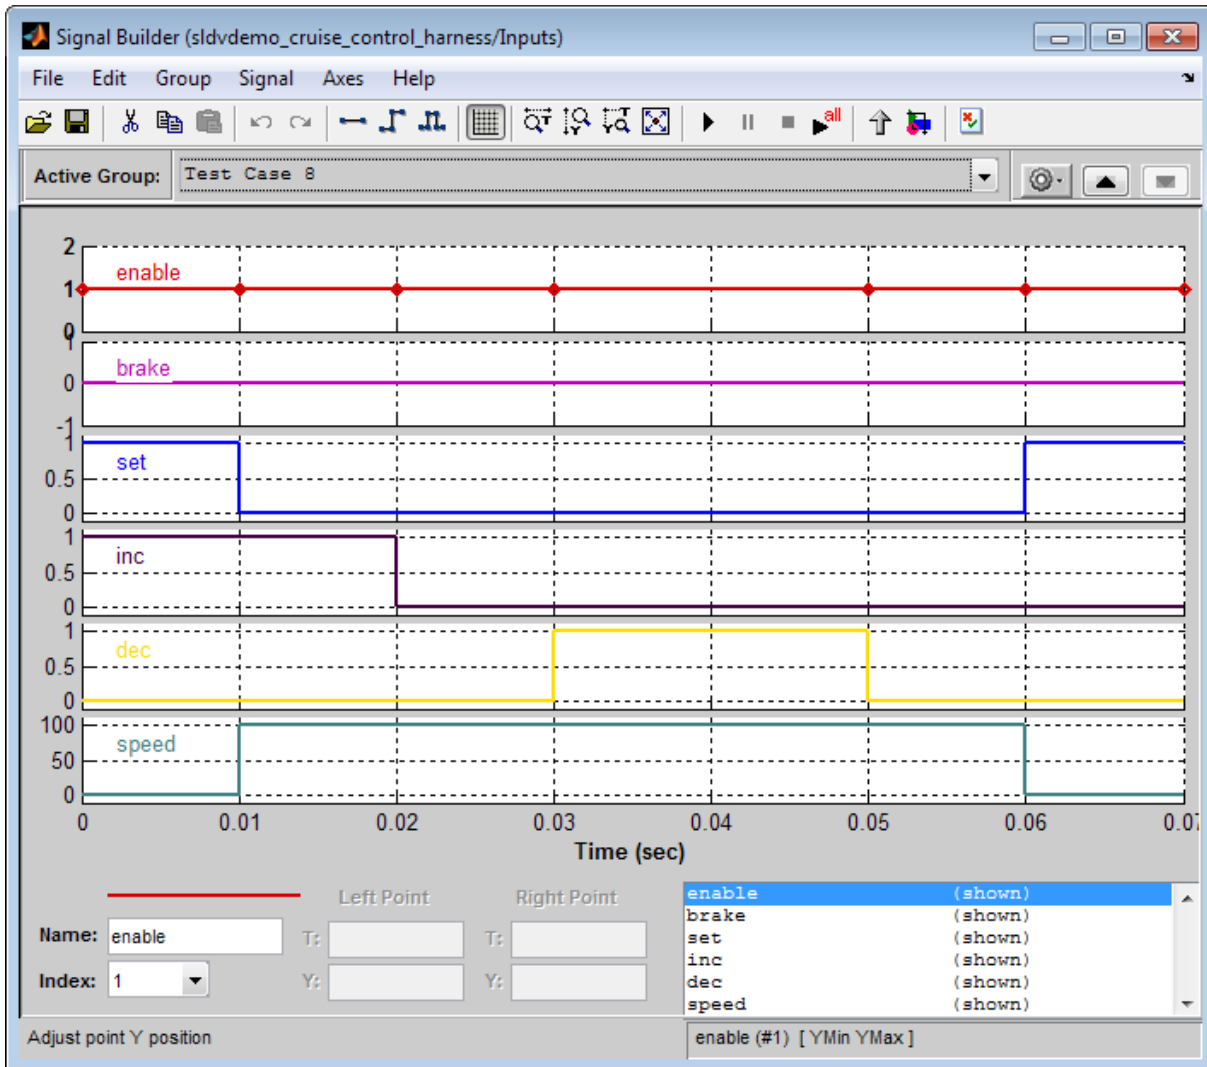 Signal Builder (sldvdemo_cruise_control_harness/Inputs)
File Edit Group Signal Axes Help
all
Active Group: Test Case 8
2
enable
1
0
1
brake
0
-1
1
set
0.5
0
1
inc
0.5
0
1
dec
0.5
0
100
speed
50
0
0 0.01 0.02 0.03 0.04 0.05 0.06 0.07
Time (sec)
Left Point Right Point
Name: enable T: T:
Index: 1 Y: Y:
enable (shown)
brake (shown)
set (shown)
inc (shown)
dec (shown)
speed (shown)
Adjust point Y position
enable (#1) [ YMin YMax ]